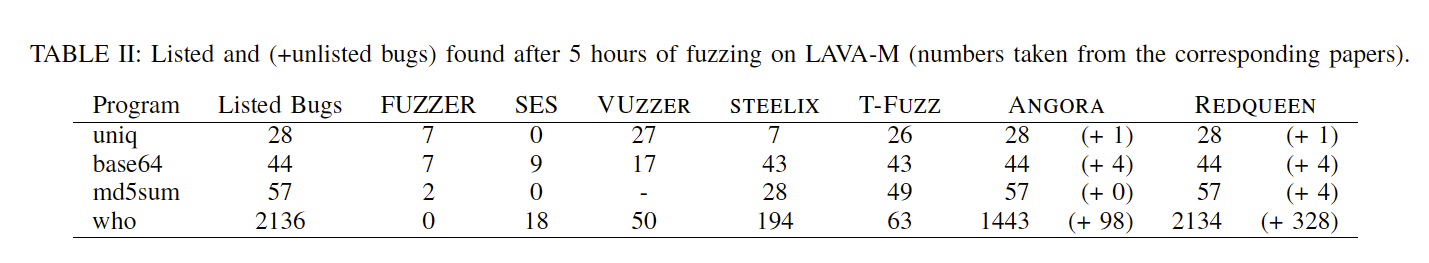 TABLE II: Listed and (+unlisted bugs) found after 5 hours of fuzzing on LAVA-M (numbers taken from the corresponding papers).
Program Listed Bugs FUZZER SES VUZZER STEELIX T-FUZZ ANGORA REDQUEEN
uniq 28 7 0 27 7 26 28 (+ 1) 28 (+ 1)
base64 44 7 9 17 43 43 44 (+ 4) 44 (+ 4)
md5sum 57 2 0 - 28 49 57 (+ 0) 57 (+ 4)
who 2136 0 18 50 194 63 1443 (+ 98) 2134 (+ 328)